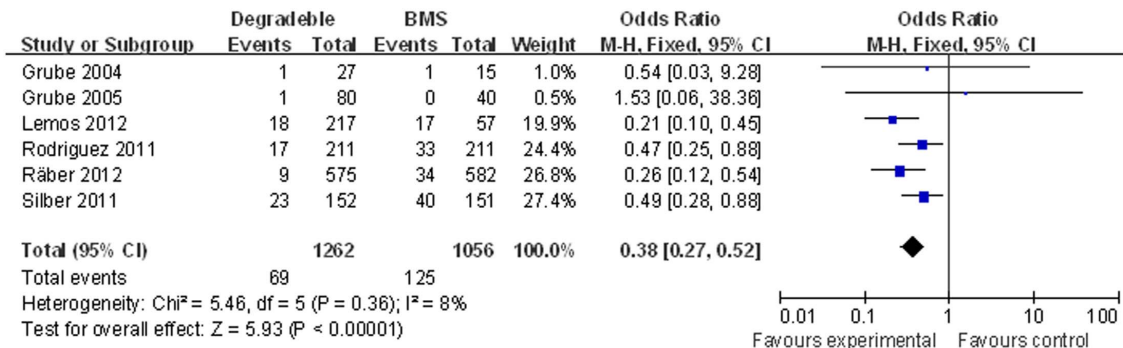 Degradeable BMS Odds Ratio Odds Ratio
Study or Subgroup Events Total Events Total Weight M-H, Fixed, 95% CI M-H, Fixed, 95% CI
Grube 2004 1 27 1 15 1.0% 0.54 [0.03, 9.28]
Grube 2005 1 80 0 40 0.5% 1.53 [0.06, 38.36]
Lemos 2012 18 217 17 57 19.9% 0.21 [0.10, 0.45]
Rodriguez 2011 17 211 33 211 24.4% 0.47 [0.25, 0.88]
Räber 2012 9 575 34 582 26.8% 0.26 [0.12, 0.54]
Silber 2011 23 152 40 151 27.4% 0.49 [0.28, 0.88]
Total (95% CI) 1262 1056 100.0% 0.38 [0.27, 0.52]
Total events 69 125
Heterogeneity: Chi² = 5.46, df = 5 (P = 0.36); I² = 8%
Test for overall effect: Z = 5.93 (P < 0.00001)
0.01 0.1 1 10 100
Favours experimental Favours control